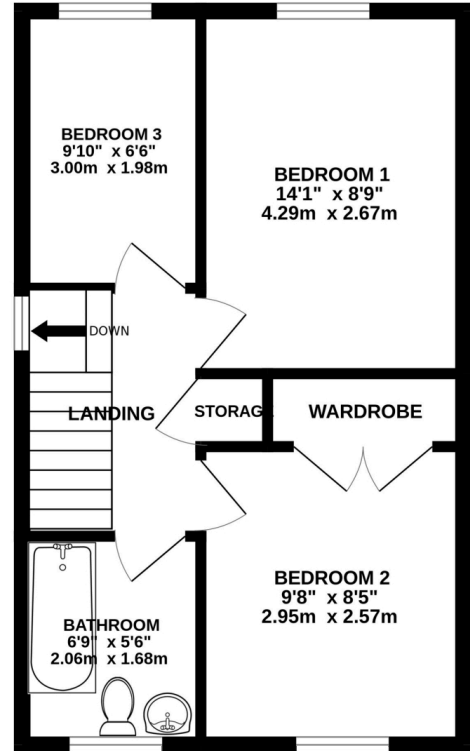 BEDROOM 3
9'10" x 6'6"
3.00m x 1.98m
BEDROOM 1
14'1" x 8'9"
4.29m x 2.67m
DOWN
LANDING
STORAGE
WARDROBE
BEDROOM 2
9'8" x 8'5"
2.95m x 2.57m
BATHROOM
6'9" x 5'6"
2.06m x 1.68m